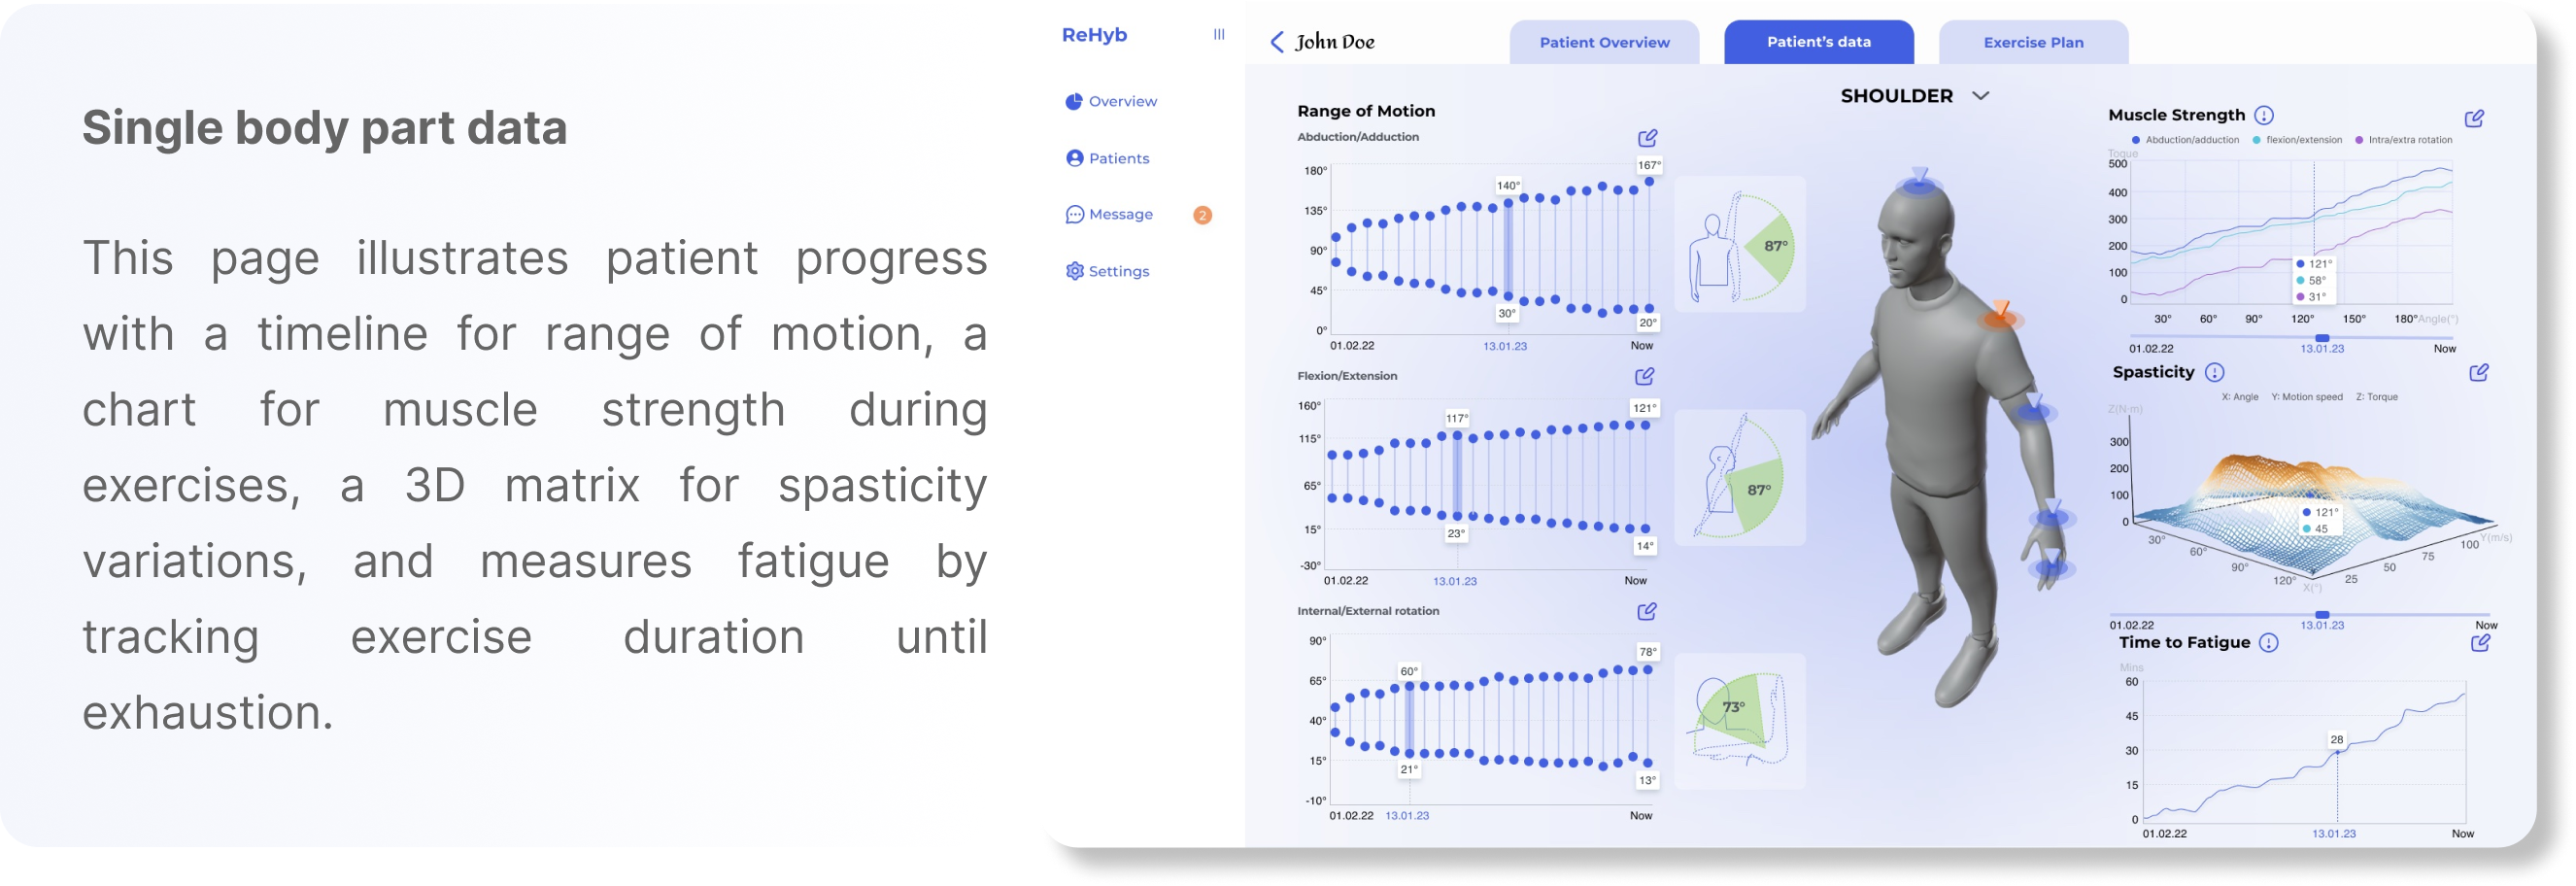 Single body part data
This page illustrates patient progress
with a timeline for range of motion, a
chart for muscle strength during
exercises, a 3D matrix for spasticity
variations, and measures fatigue by
tracking exercise duration until
exhaustion.
ReHyb
Overview
Patients
Message 2
Settings
John Doe
Patient Overview
Patient's data
Exercise Plan
Range of Motion
Abduction/Adduction
180°
135°
90°
45°
0°
140°
167°
30°
20°
01.02.22 13.01.23 Now
87°
Flexion/Extension
160°
115°
65°
15°
-30°
117°
121°
23°
14°
01.02.22 13.01.23 Now
87°
Internal/External rotation
90°
65°
40°
15°
-10°
60°
78°
21°
13°
01.02.22 13.01.23 Now
73°
SHOULDER
Muscle Strength
Abduction/adduction flexion/extension Intra/extra rotation
Toque
500
400
300
200
100
0
121°
58°
31°
30° 60° 90° 120° 150° 180° Angle(°)
01.02.22 13.01.23 Now
Spasticity
X: Angle Y: Motion speed Z: Torque
Z(N·m)
300
200
100
0
121°
45
30° 60° 90° 120°
X(°)
25 50 75 100
Y(m/s)
01.02.22 13.01.23 Now
Time to Fatigue
Mins
60
45
30
15
0
28
01.02.22 13.01.23 Now